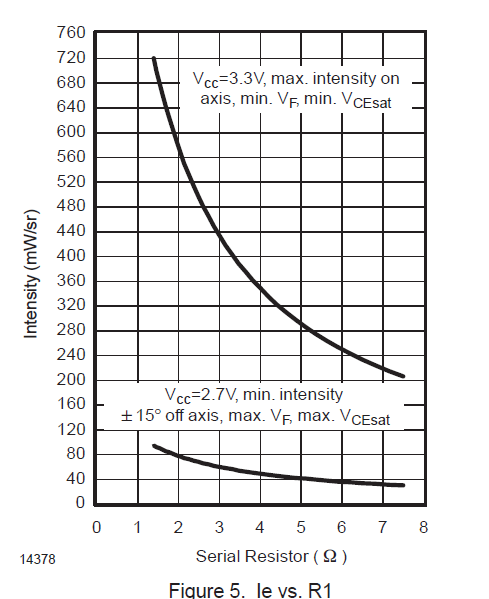 760
720
680
640
600
560
520
480
440
400
360
320
280
240
200
160
120
80
40
0
Intensity (mW/sr)
VCC=3.3V, max. intensity on
axis, min. VF, min. VCEsat
VCC=2.7V, min. intensity
±15° off axis, max. VF, max. VCEsat
0 1 2 3 4 5 6 7 8
14378
Serial Resistor ( Ω )
Figure 5. Ie vs. R1